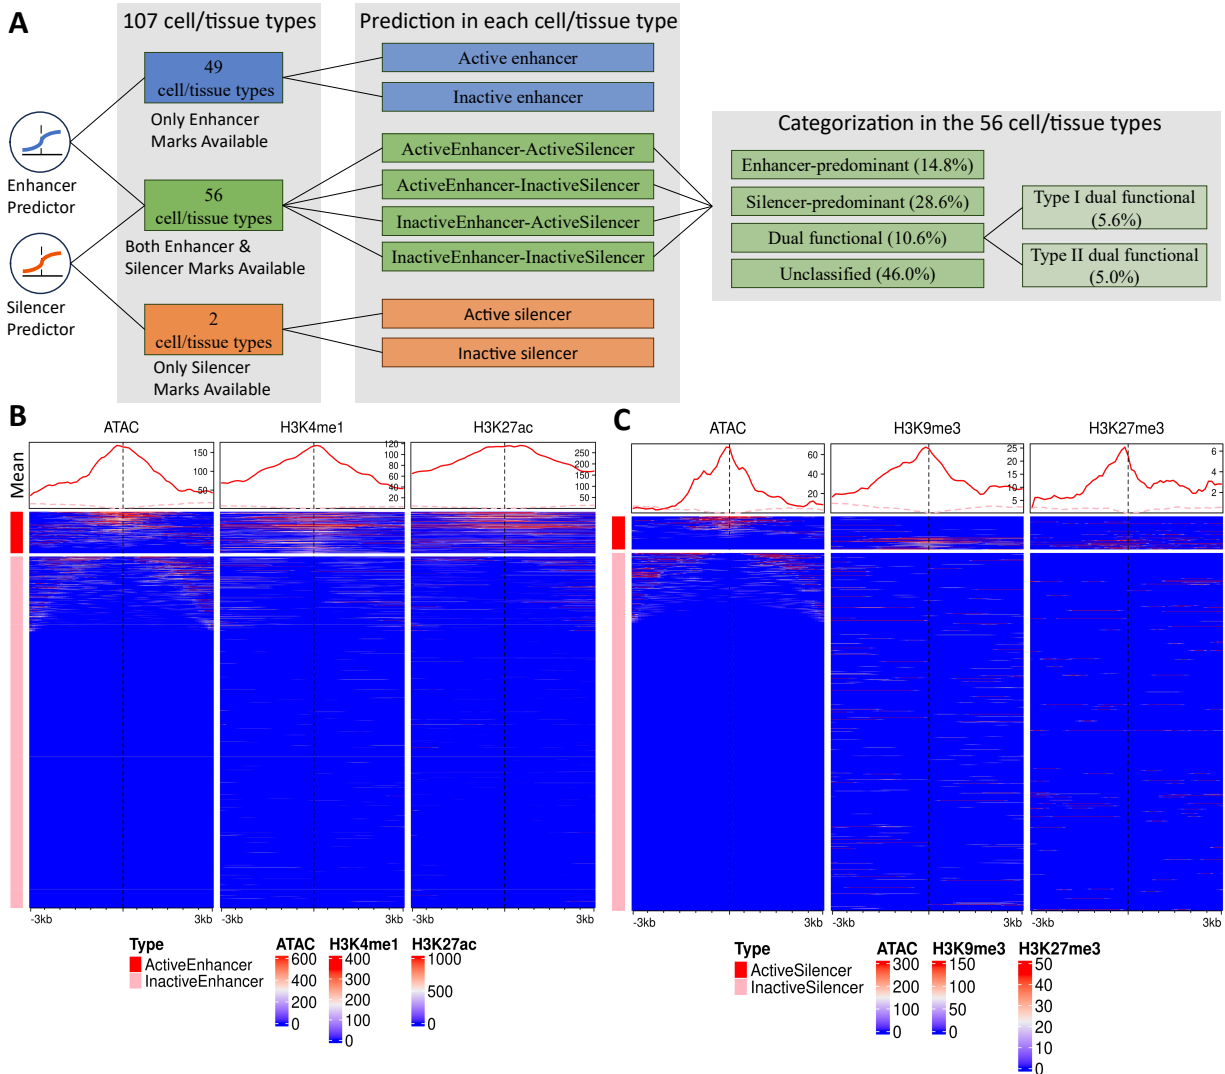 A
107 cell/tissue types
Prediction in each cell/tissue type
49
cell/tissue types
Only Enhancer
Marks Available
Active enhancer
Inactive enhancer
Enhancer
Predictor
56
cell/tissue types
Both Enhancer &
Silencer Marks Available
ActiveEnhancer-ActiveSilencer
ActiveEnhancer-InactiveSilencer
InactiveEnhancer-ActiveSilencer
InactiveEnhancer-InactiveSilencer
Silencer
Predictor
2
cell/tissue types
Only Silencer
Marks Available
Active silencer
Inactive silencer
Categorization in the 56 cell/tissue types
Enhancer-predominant (14.8%)
Silencer-predominant (28.6%)
Dual functional (10.6%)
Unclassified (46.0%)
Type I dual functional
(5.6%)
Type II dual functional
(5.0%)
B
ATAC
H3K4me1
H3K27ac
Mean
150
100
50
120
100
80
60
40
20
250
200
150
100
50
-3kb
3kb
-3kb
3kb
-3kb
3kb
Type
ActiveEnhancer
InactiveEnhancer
ATAC
600
400
200
0
H3K4me1
400
300
200
100
0
H3K27ac
1000
500
0
C
ATAC
H3K9me3
H3K27me3
60
40
20
25
20
15
10
5
6
4
2
-3kb
3kb
-3kb
3kb
-3kb
3kb
Type
ActiveSilencer
InactiveSilencer
ATAC
300
200
100
0
H3K9me3
150
100
50
0
H3K27me3
50
40
30
20
10
0